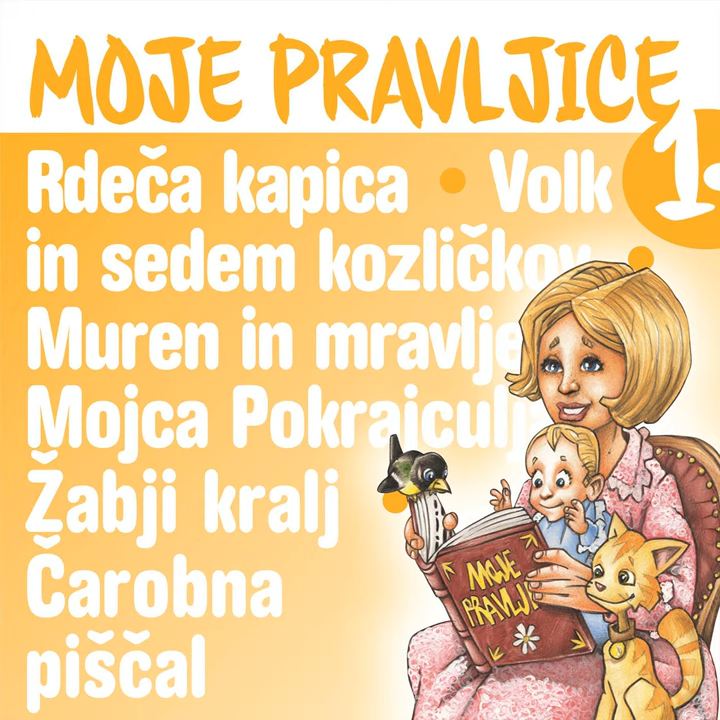 MOJE PRAVLJICE
1.
Rdeča kapica • Volk
in sedem kozličkov •
Muren in mravlje
Mojca Pokrajculja
Žabji kralj •
Čarobna
piščal
MOJE
PRAVLJI